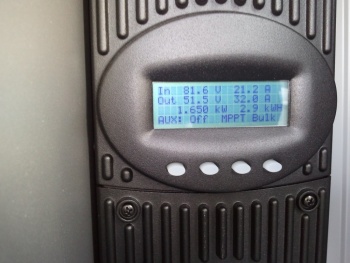 In 81.6 V 21.2 A
Out 51.5 V 32.0 A
1.650 kW 2.9 kWH
AUX: Off MPPT Bulk